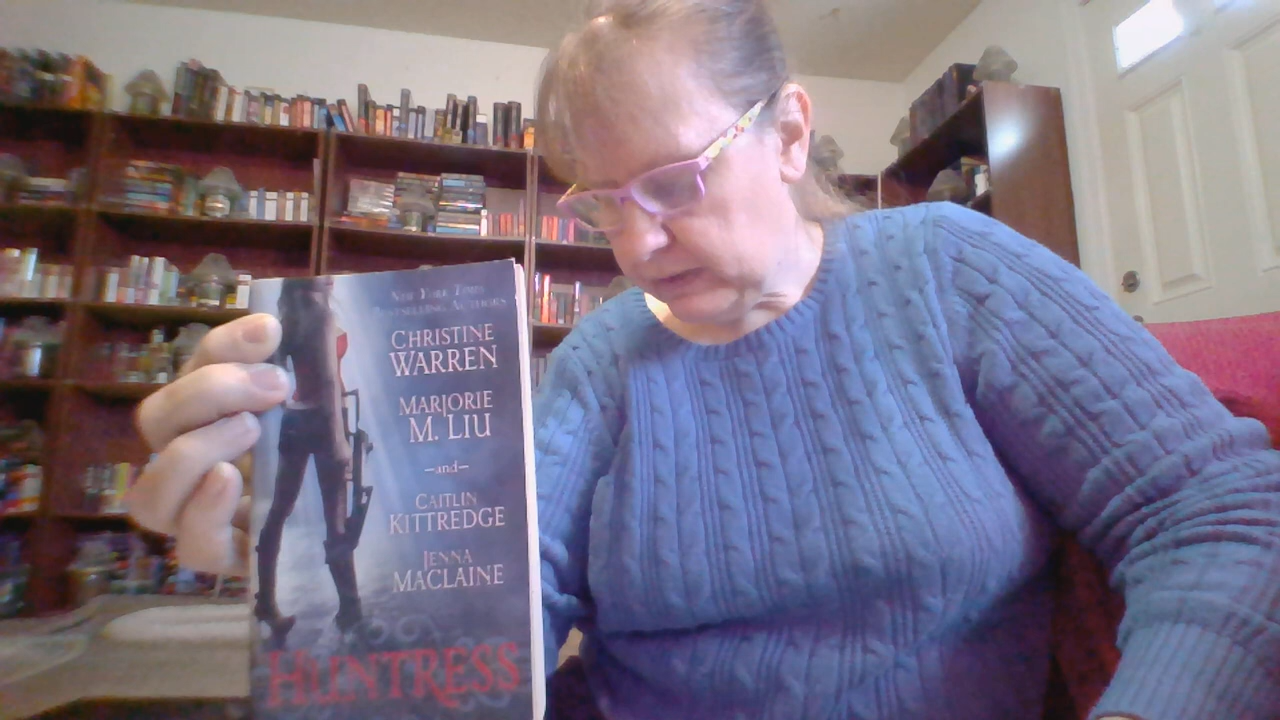 New York Times
Bestselling Authors
Christine
Warren
Marjorie
M. Liu
—and—
Caitlin
Kittredge
Jenna
Maclaine
Huntress